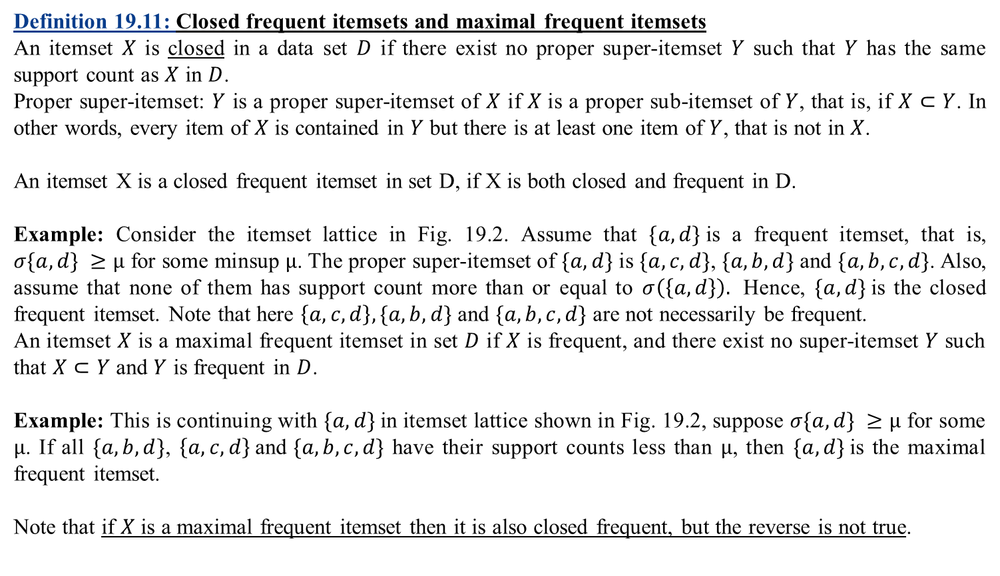 Definition 19.11: Closed frequent itemsets and maximal frequent itemsets
An itemset X is closed in a data set D if there exist no proper super-itemset Y such that Y has the same
support count as X in D.
Proper super-itemset: Y is a proper super-itemset of X if X is a proper sub-itemset of Y, that is, if X ⊂ Y. In
other words, every item of X is contained in Y but there is at least one item of Y, that is not in X.
An itemset X is a closed frequent itemset in set D, if X is both closed and frequent in D.
Example: Consider the itemset lattice in Fig. 19.2. Assume that {a, d} is a frequent itemset, that is,
σ{a, d} ≥ μ for some minsup μ. The proper super-itemset of {a, d} is {a, c, d}, {a, b, d} and {a, b, c, d}. Also,
assume that none of them has support count more than or equal to σ({a, d}). Hence, {a, d} is the closed
frequent itemset. Note that here {a, c, d}, {a, b, d} and {a, b, c, d} are not necessarily be frequent.
An itemset X is a maximal frequent itemset in set D if X is frequent, and there exist no super-itemset Y such
that X ⊂ Y and Y is frequent in D.
Example: This is continuing with {a, d} in itemset lattice shown in Fig. 19.2, suppose σ{a, d} ≥ μ for some
μ. If all {a, b, d}, {a, c, d} and {a, b, c, d} have their support counts less than μ, then {a, d} is the maximal
frequent itemset.
Note that if X is a maximal frequent itemset then it is also closed frequent, but the reverse is not true.